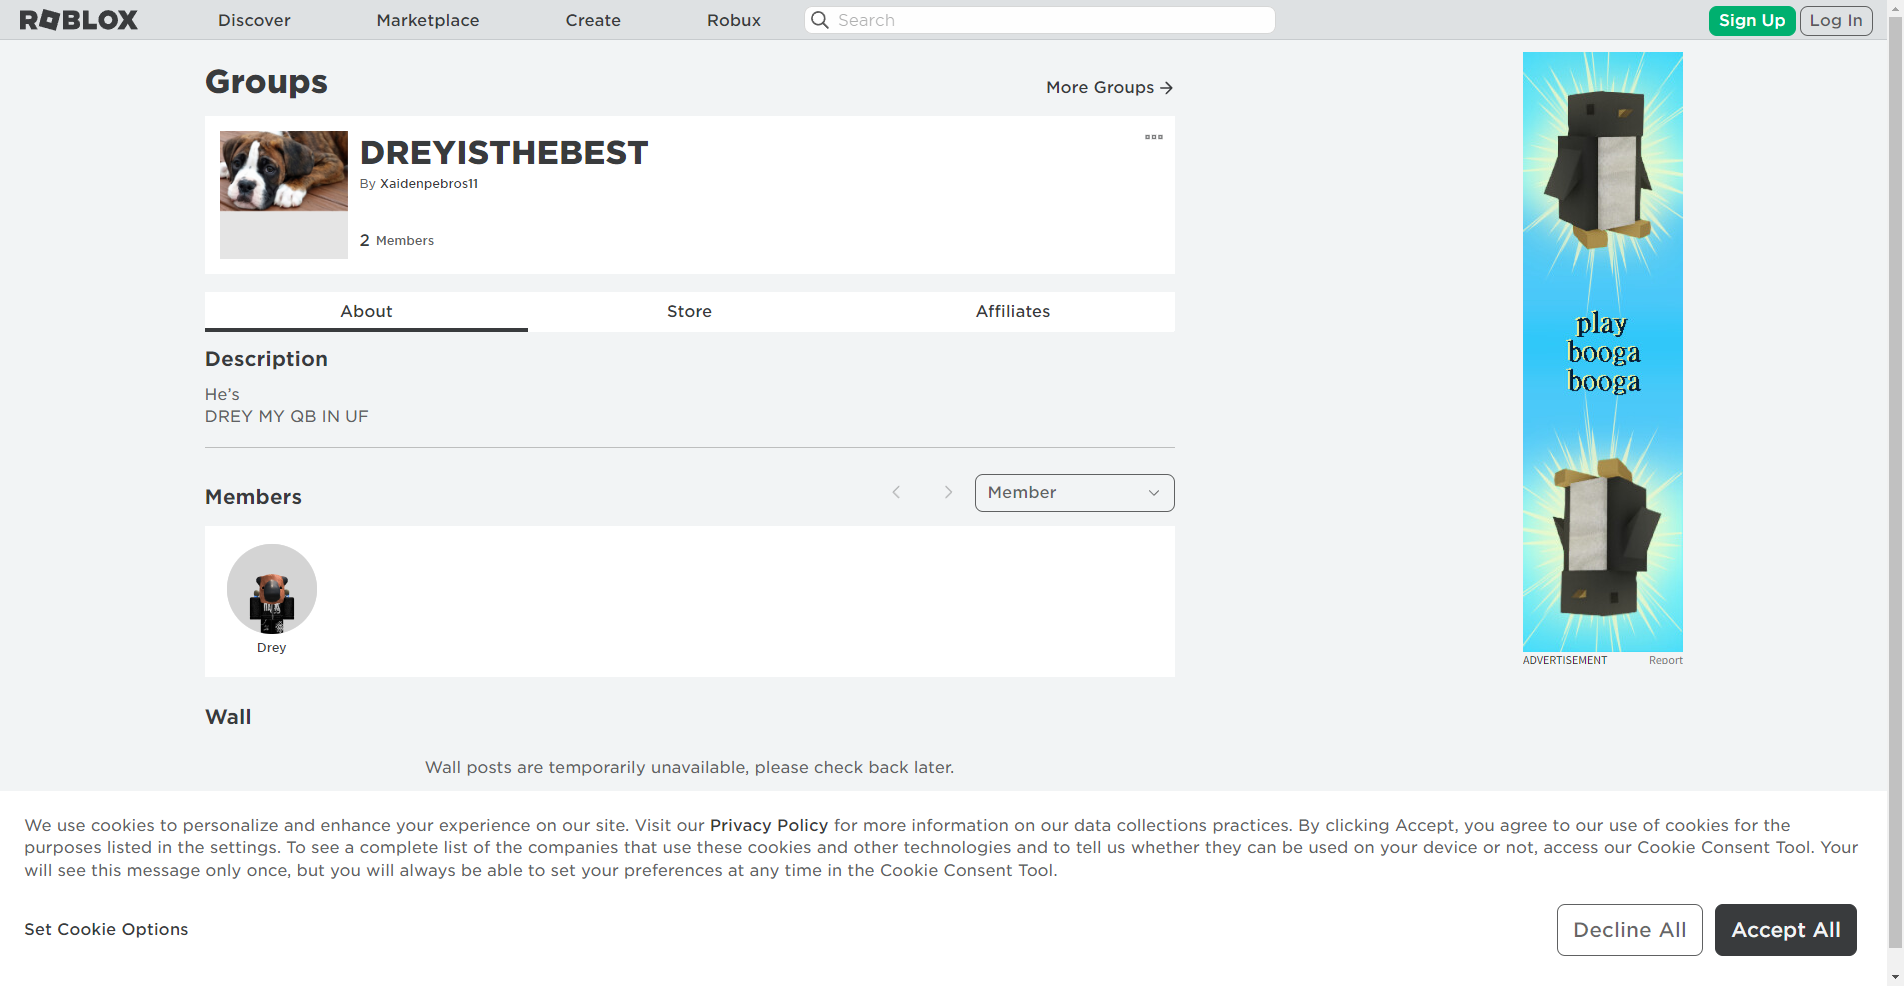 ROBLOX
Discover
Marketplace
Create
Robux
Search
Sign Up
Log In
Groups
More Groups
DREYISTHEBEST
By Xaidenpebros11
2 Members
About
Store
Affiliates
Description
He's
DREY MY QB IN UF
Members
Member
Drey
Wall
Wall posts are temporarily unavailable, please check back later.
play
booga
booga
ADVERTISEMENT
Report
We use cookies to personalize and enhance your experience on our site. Visit our Privacy Policy for more information on our data collections practices. By clicking Accept, you agree to our use of cookies for the
purposes listed in the settings. To see a complete list of the companies that use these cookies and other technologies and to tell us whether they can be used on your device or not, access our Cookie Consent Tool. Your
will see this message only once, but you will always be able to set your preferences at any time in the Cookie Consent Tool.
Set Cookie Options
Decline All
Accept All